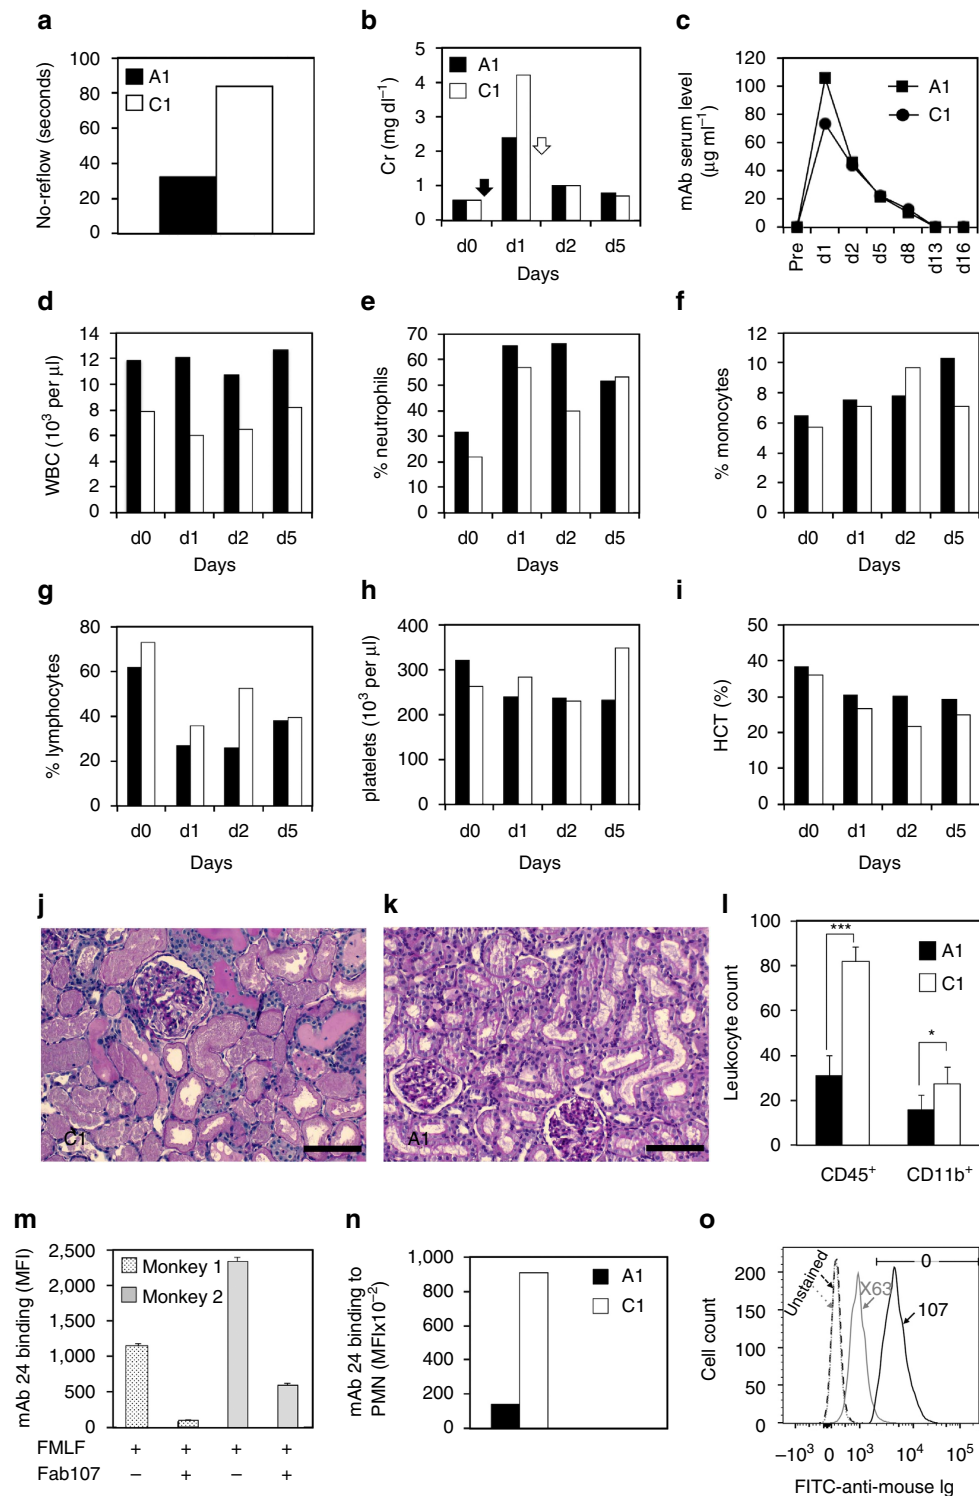 a
No-reflow (seconds)
100
80
60
40
20
0
A1
C1
b
Cr (mg dl–1)
5
4
3
2
1
0
A1
C1
d0 d1 d2 d5
Days
c
mAb serum level
(µg ml–1)
120
100
80
60
40
20
0
A1
C1
Pre d1 d2 d5 d8 d13 d16
d
WBC (10³ per µl)
14
12
10
8
6
4
2
0
d0 d1 d2 d5
Days
e
% neutrophils
70
60
50
40
30
20
10
0
d0 d1 d2 d5
Days
f
% monocytes
12
10
8
6
4
2
0
d0 d1 d2 d5
Days
g
% lymphocytes
80
60
40
20
0
d0 d1 d2 d5
Days
h
platelets (10³ per µl)
400
300
200
100
0
d0 d1 d2 d5
Days
i
HCT (%)
50
40
30
20
10
0
d0 d1 d2 d5
Days
j
C1
k
A1
l
Leukocyte count
100
80
60
40
20
0
***
*
A1
C1
CD45+ CD11b+
m
mAb 24 binding (MFI)
2,500
2,000
1,500
1,000
500
0
Monkey 1
Monkey 2
FMLF + + + +
Fab107 – + – +
n
mAb 24 binding to
PMN (MFIx10–2)
1,000
800
600
400
200
0
A1
C1
o
Cell count
200
150
100
50
0
Unstained
X63
0
107
–10³ 0 10³ 10⁴ 10⁵
FITC-anti-mouse Ig